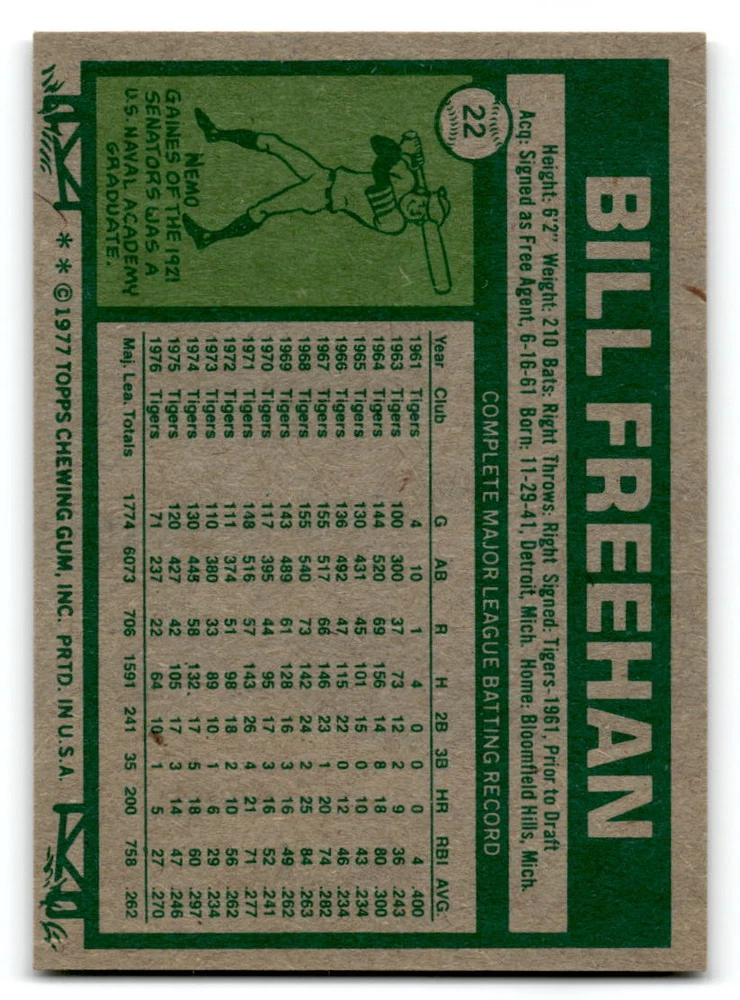 BILL FREEHAN
22
Height: 6'2" Weight: 210 Bats: Right Throws: Right Signed: Tigers-1961, Prior to Draft
Acq: Signed as Free Agent, 6-16-61 Born: 11-29-41, Detroit, Mich. Home: Bloomfield Hills, Mich.
NEMO
GAINES OF THE 1921
SENATORS WAS A
U.S. NAVAL ACADEMY
GRADUATE.
COMPLETE MAJOR LEAGUE BATTING RECORD
Year Club G AB R H 2B 3B HR RBI AVG.
1961 Tigers 4 10 1 4 0 0 0 4 .400
1963 Tigers 100 300 37 73 12 2 9 36 .243
1964 Tigers 144 520 69 156 14 8 18 80 .300
1965 Tigers 130 431 45 101 15 0 10 43 .234
1966 Tigers 136 492 47 115 22 0 12 46 .234
1967 Tigers 155 517 66 146 23 1 20 74 .282
1968 Tigers 155 540 73 142 24 2 25 84 .263
1969 Tigers 143 489 61 128 16 3 16 49 .262
1970 Tigers 117 395 44 95 17 3 16 52 .241
1971 Tigers 148 516 57 143 26 4 21 71 .277
1972 Tigers 111 374 51 98 18 2 10 56 .262
1973 Tigers 110 380 33 89 10 1 6 29 .234
1974 Tigers 130 445 58 132 17 5 18 60 .297
1975 Tigers 120 427 42 105 17 3 14 47 .246
1976 Tigers 71 237 22 64 10 1 5 27 .270
Maj. Lea. Totals 1774 6073 706 1591 241 35 200 758 .262
* * © 1977 TOPPS CHEWING GUM, INC. PRTD. IN U.S.A.